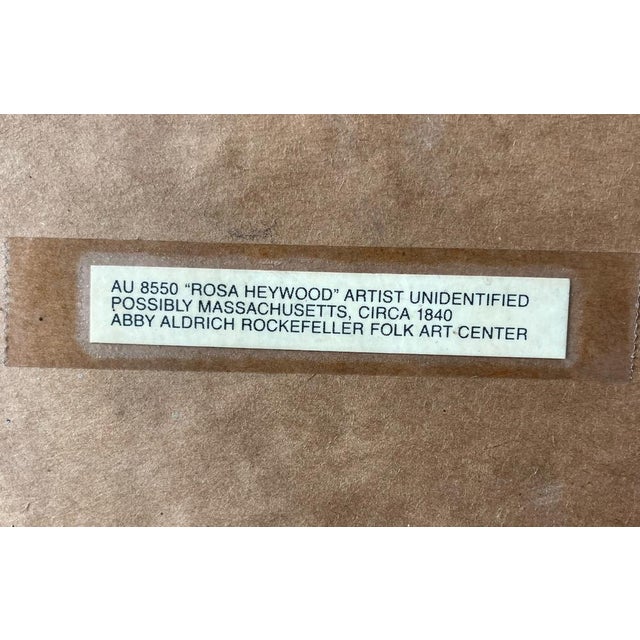 AU 8550 “ROSA HEYWOOD” ARTIST UNIDENTIFIED
POSSIBLY MASSACHUSETTS, CIRCA 1840
ABBY ALDRICH ROCKEFELLER FOLK ART CENTER